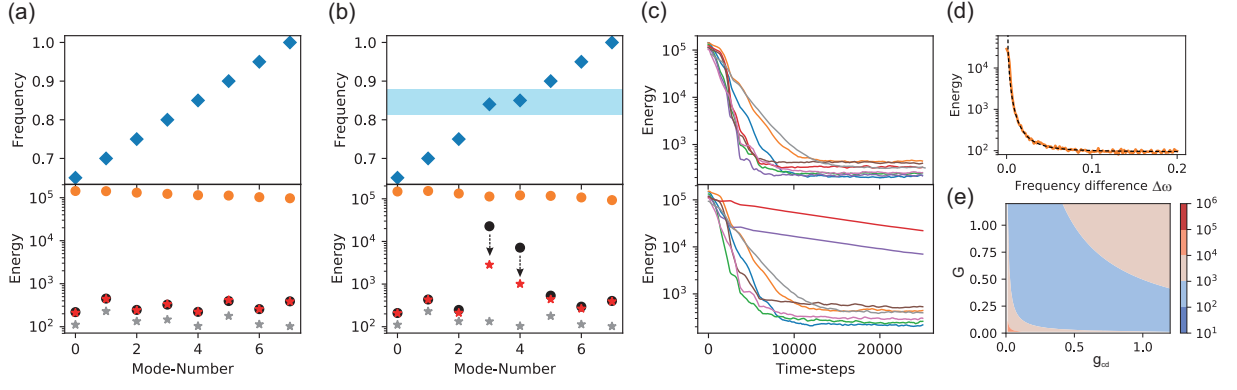 (a)
1.0
0.9
0.8
0.7
Frequency
10^5
10^4
10^3
10^2
Energy
0 2 4 6
Mode-Number
(b)
1.0
0.9
0.8
0.7
Frequency
10^5
10^4
10^3
10^2
Energy
0 2 4 6
Mode-Number
(c)
10^5
10^4
10^3
Energy
10^5
10^4
10^3
Energy
0 10000 20000
Time-steps
(d)
10^4
10^3
10^2
Energy
0.0 0.1 0.2
Frequency difference Δω
(e)
1.00
0.75
0.50
0.25
0.00
G
0.0 0.5 1.0
g_cd
10^6
10^5
10^4
10^3
10^2
10^1